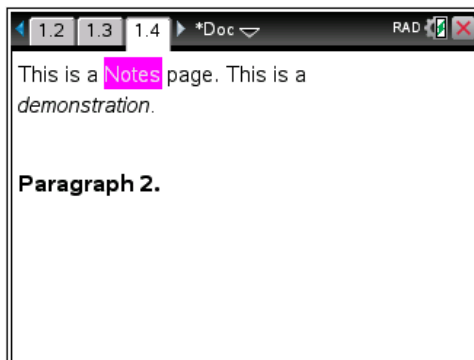 1.2 1.3 1.4 *Doc RAD
This is a Notes page. This is a
demonstration.
Paragraph 2.